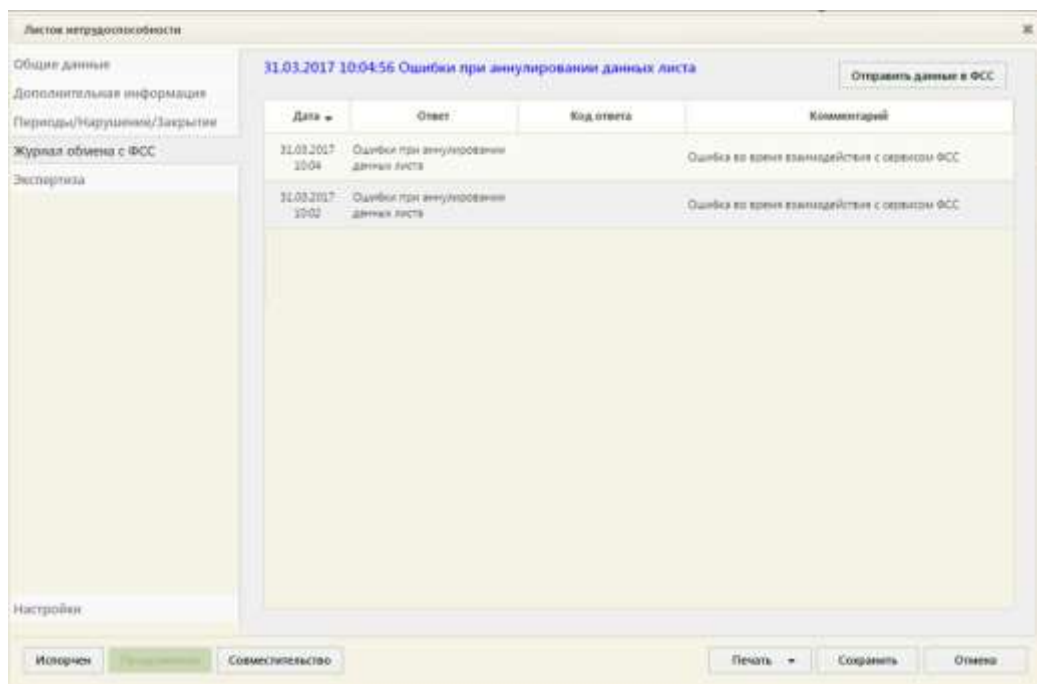 Листок нетрудоспособности
Общие данные
Дополнительная информация
Периоды/Нарушение/Закрытие
Журнал обмена с ФСС
Экспертиза
31.03.2017 10:04:56 Ошибки при аннулировании данных листа
Отправить данные в ФСС
Дата Ответ Код ответа Комментарий
31.03.2017 Ошибки при аннулировании
10:04 данных листа Ошибка во время взаимодействия с сервисом ФСС
31.03.2017 Ошибки при аннулировании
10:02 данных листа Ошибка во время взаимодействия с сервисом ФСС
Настройки
Испорчен Совместительство Печать Сохранить Отмена